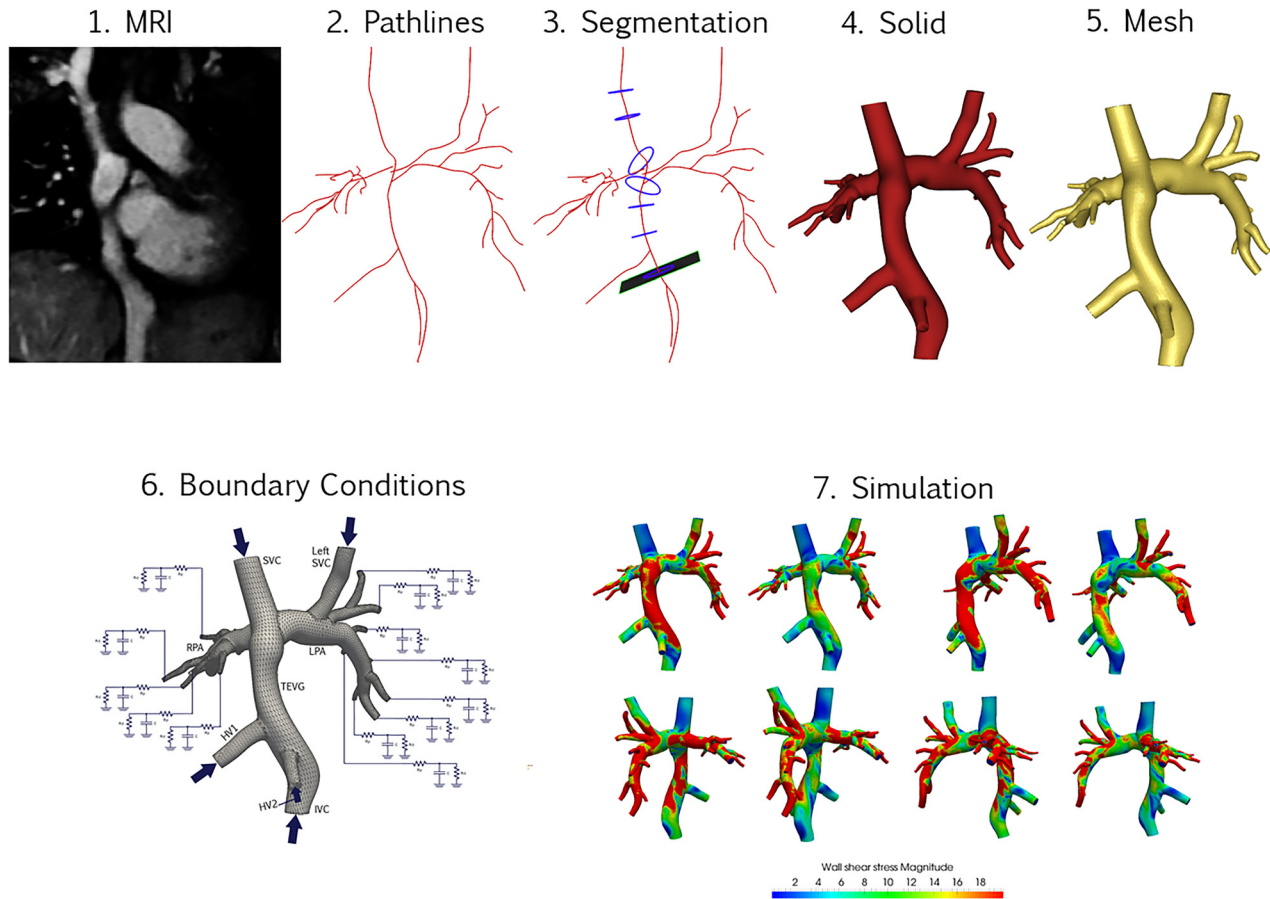 1. MRI
2. Pathlines
3. Segmentation
4. Solid
5. Mesh
6. Boundary Conditions
7. Simulation
SVC
Left
SVC
RPA
LPA
TEVG
HV1
HV2
IVC
Wall shear stress Magnitude
2 4 6 8 10 12 14 16 18